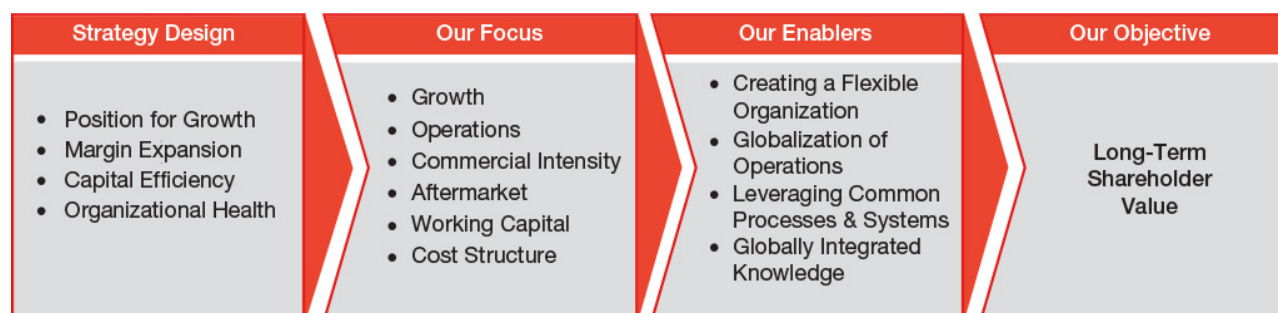 Strategy Design
• Position for Growth
• Margin Expansion
• Capital Efficiency
• Organizational Health
Our Focus
• Growth
• Operations
• Commercial Intensity
• Aftermarket
• Working Capital
• Cost Structure
Our Enablers
• Creating a Flexible
Organization
• Globalization of
Operations
• Leveraging Common
Processes & Systems
• Globally Integrated
Knowledge
Our Objective
Long-Term
Shareholder
Value